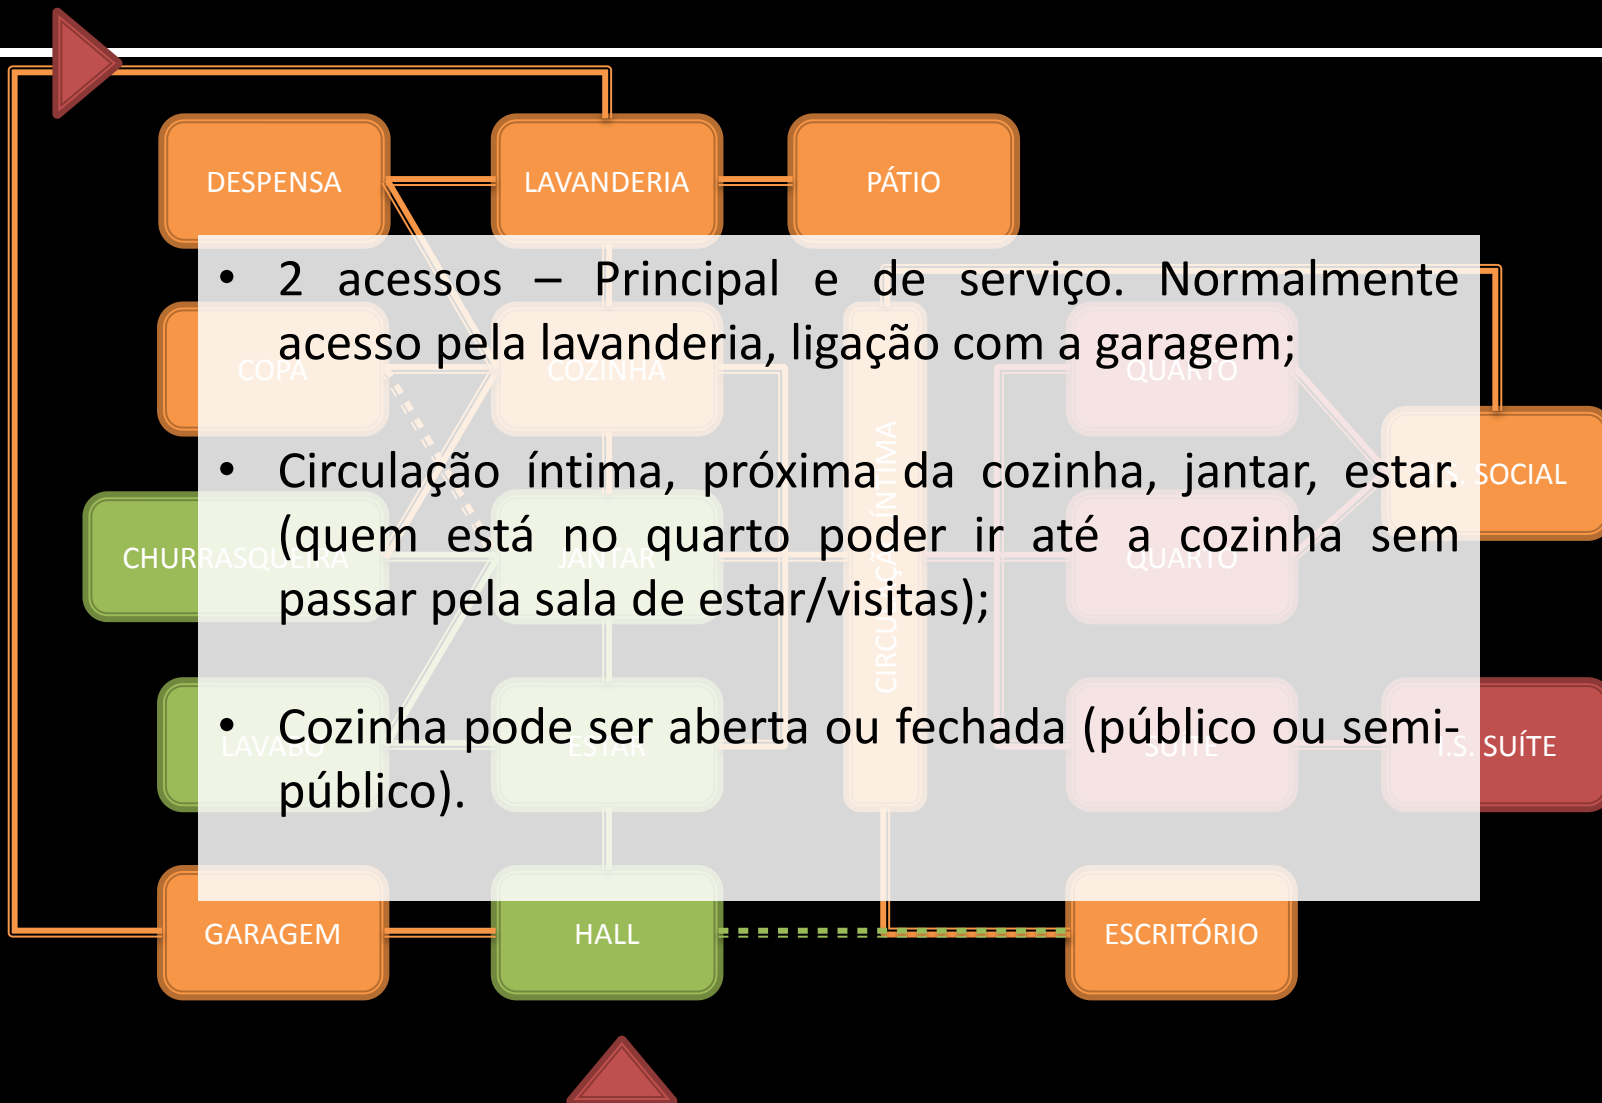 DESPENSA
LAVANDERIA
PÁTIO
• 2 acessos – Principal e de serviço. Normalmente
acesso pela lavanderia, ligação com a garagem;
COPA
COZINHA
QUARTO
• Circulação íntima, próxima da cozinha, jantar, estar.
(quem está no quarto poder ir até a cozinha sem
passar pela sala de estar/visitas);
SOCIAL
CHURRASQUEIRA
JANTAR
CIRCULAÇÃO ÍNTIMA
QUARTO
• Cozinha pode ser aberta ou fechada (público ou semi-
público).
LAVABO
ESTAR
SUÍTE
I.S. SUÍTE
GARAGEM
HALL
ESCRITÓRIO